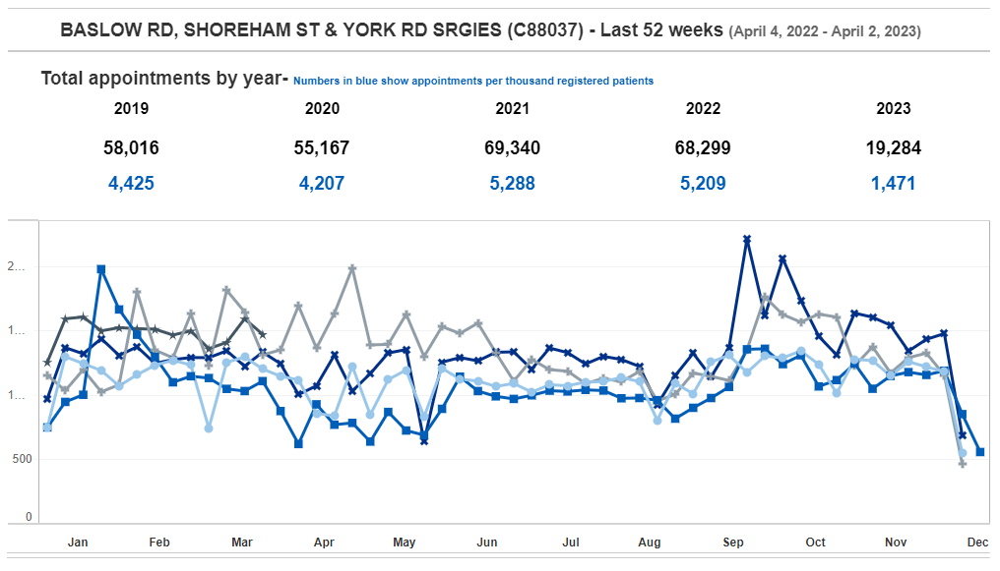 BASLOW RD, SHOREHAM ST & YORK RD SRGIES (C88037) - Last 52 weeks (April 4, 2022 - April 2, 2023)
Total appointments by year- Numbers in blue show appointments per thousand registered patients
2019 2020 2021 2022 2023
58,016 55,167 69,340 68,299 19,284
4,425 4,207 5,288 5,209 1,471
2...
1...
1...
500
0
Jan Feb Mar Apr May Jun Jul Aug Sep Oct Nov Dec